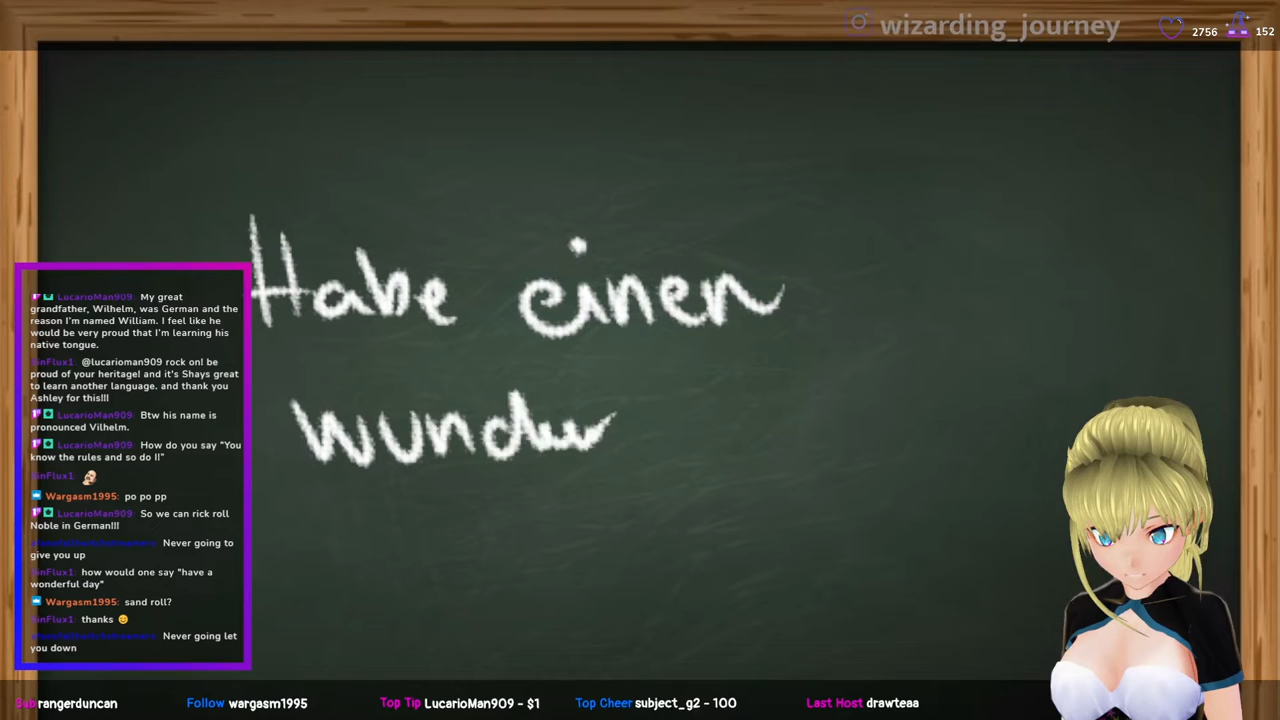 wizarding_journey
2756
152
Habe einen
wunder
LucarioMan909: My great
grandfather, Wilhelm, was German and the
reason I'm named William. I feel like he
would be very proud that I'm learning his
native tongue.
@lucarioman909 rock on! be
proud of your heritage! and it's Shays great
to learn another language. and thank you
Ashley for this!!!
LucarioMan909: Btw his name is
pronounced Vilhelm.
LucarioMan909: How do you say "You
know the rules and so do I!"
Wargasm1995: po po pp
LucarioMan909: So we can rick roll
Noble in German!!!
Never going to
give you up
how would one say "have a
wonderful day"
Wargasm1995: sand roll?
thanks
Never going let
you down
Sub rangerduncan
Follow wargasm1995
Top Tip LucarioMan909 - $1
Top Cheer subject_g2 - 100
Last Host drawteaa